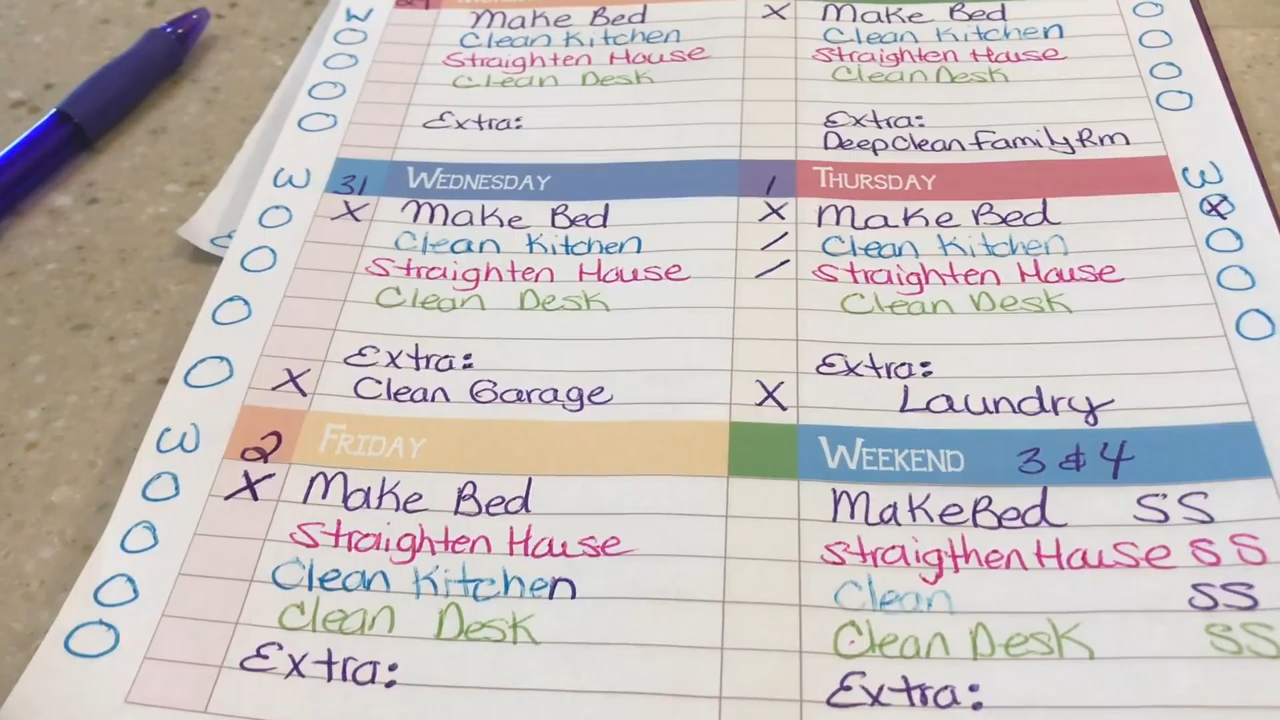 Make Bed
Clean Kitchen
Straighten House
Clean Desk
Extra:
X Make Bed
Clean Kitchen
Straighten House
Clean Desk
Extra:
Deep Clean Family Rm
W 31 WEDNESDAY
X Make Bed
Clean Kitchen
Straighten House
Clean Desk
Extra:
X Clean Garage
1 THURSDAY W
X Make Bed
/ Clean Kitchen
/ Straighten House
Clean Desk
Extra:
X Laundry
W 2 FRIDAY
X Make Bed
Straighten House
Clean Kitchen
Clean Desk
Extra:
WEEKEND 3 & 4
Make Bed SS
Straigthen House SS
Clean SS
Clean Desk SS
Extra: